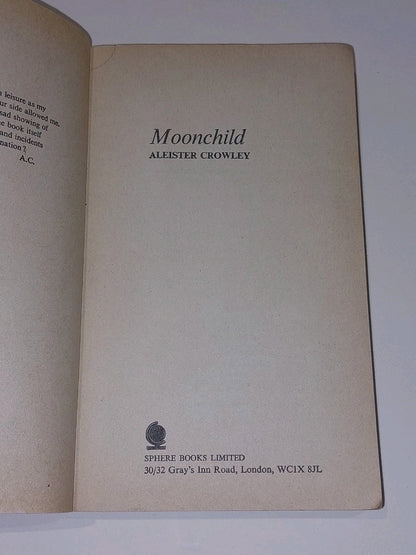 leisure as my
ur side allowed me.
sad showing of
e book itself
and incidents
nation?
A.C.
Moonchild
ALEISTER CROWLEY
SPHERE BOOKS LIMITED
30/32 Gray's Inn Road, London, WC1X 8JL